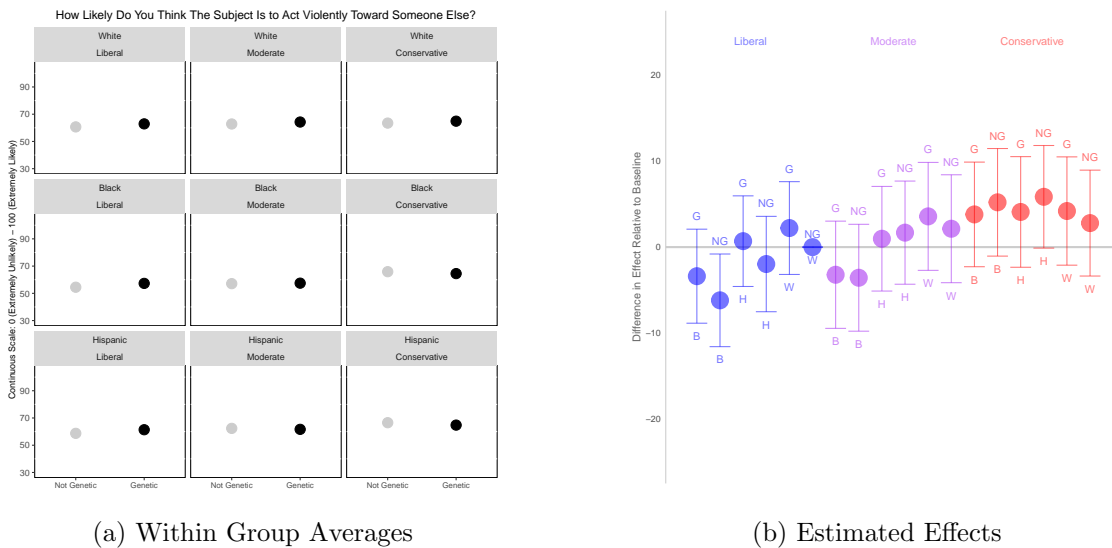 How Likely Do You Think The Subject Is to Act Violently Toward Someone Else?
Continuous Scale: 0 (Extremely Unlikely) − 100 (Extremely Likely)
White White White
Liberal Moderate Conservative
90
70
50
30
Black Black Black
Liberal Moderate Conservative
90
70
50
30
Hispanic Hispanic Hispanic
Liberal Moderate Conservative
90
70
50
30
Not Genetic Genetic Not Genetic Genetic Not Genetic Genetic
(a) Within Group Averages
Difference in Effect Relative to Baseline
20
10
0
−10
−20
Liberal Moderate Conservative
G NG G NG G NG G NG G NG G NG G NG G NG G NG
B B H H W W B B H H W W B B H H W W
(b) Estimated Effects